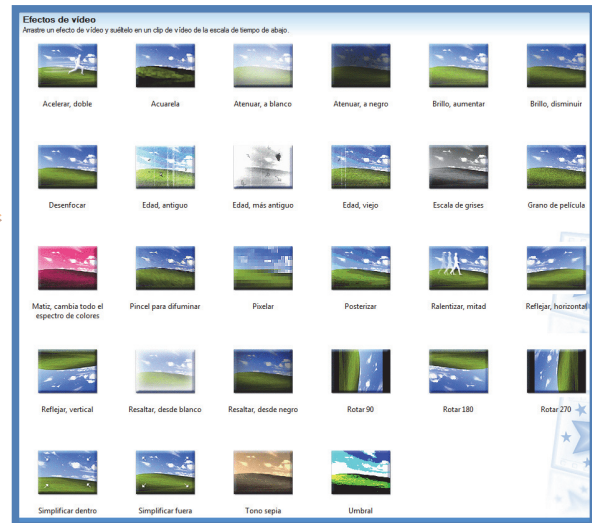 Efectos de vídeo
Arrastre un efecto de vídeo y suéltelo en un clip de vídeo de la escala de tiempo de abajo.
Acelerar, doble
Acuarela
Atenuar, a blanco
Atenuar, a negro
Brillo, aumentar
Brillo, disminuir
Desenfocar
Edad, antiguo
Edad, más antiguo
Edad, viejo
Escala de grises
Grano de película
Matiz, cambia todo el
espectro de colores
Pincel para difuminar
Pixelar
Posterizar
Ralentizar, mitad
Reflejar, horizontal
Reflejar, vertical
Resaltar, desde blanco
Resaltar, desde negro
Rotar 90
Rotar 180
Rotar 270
Simplificar dentro
Simplificar fuera
Tono sepia
Umbral